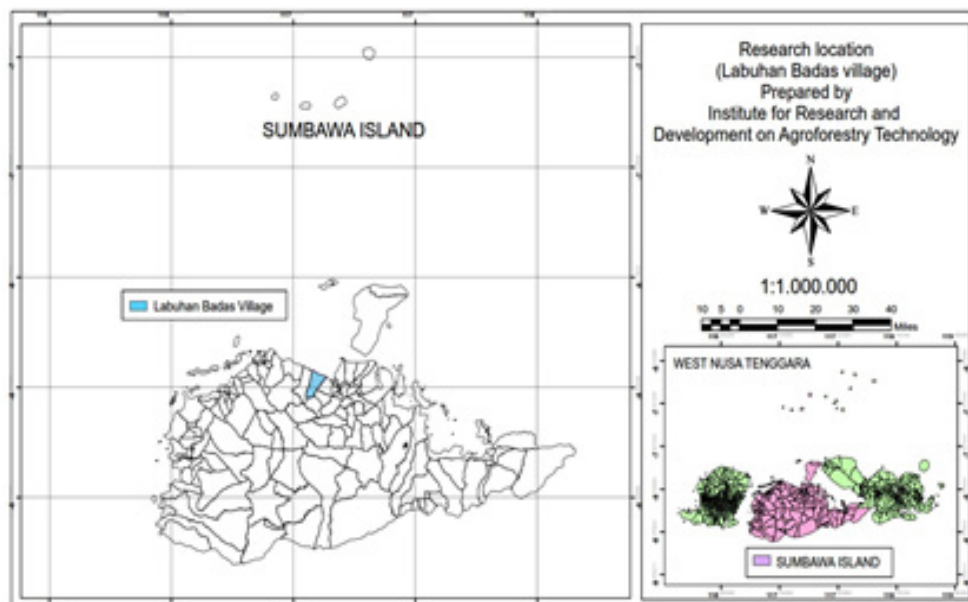 SUMBAWA ISLAND
Labuhan Badas Village
Research location
(Labuhan Badas village)
Prepared by
Institute for Research and
Development on Agroforestry Technology
N
W E
S
1:1.000.000
10 5 0 10 20 30 40
Miles
WEST NUSA TENGGARA
SUMBAWA ISLAND